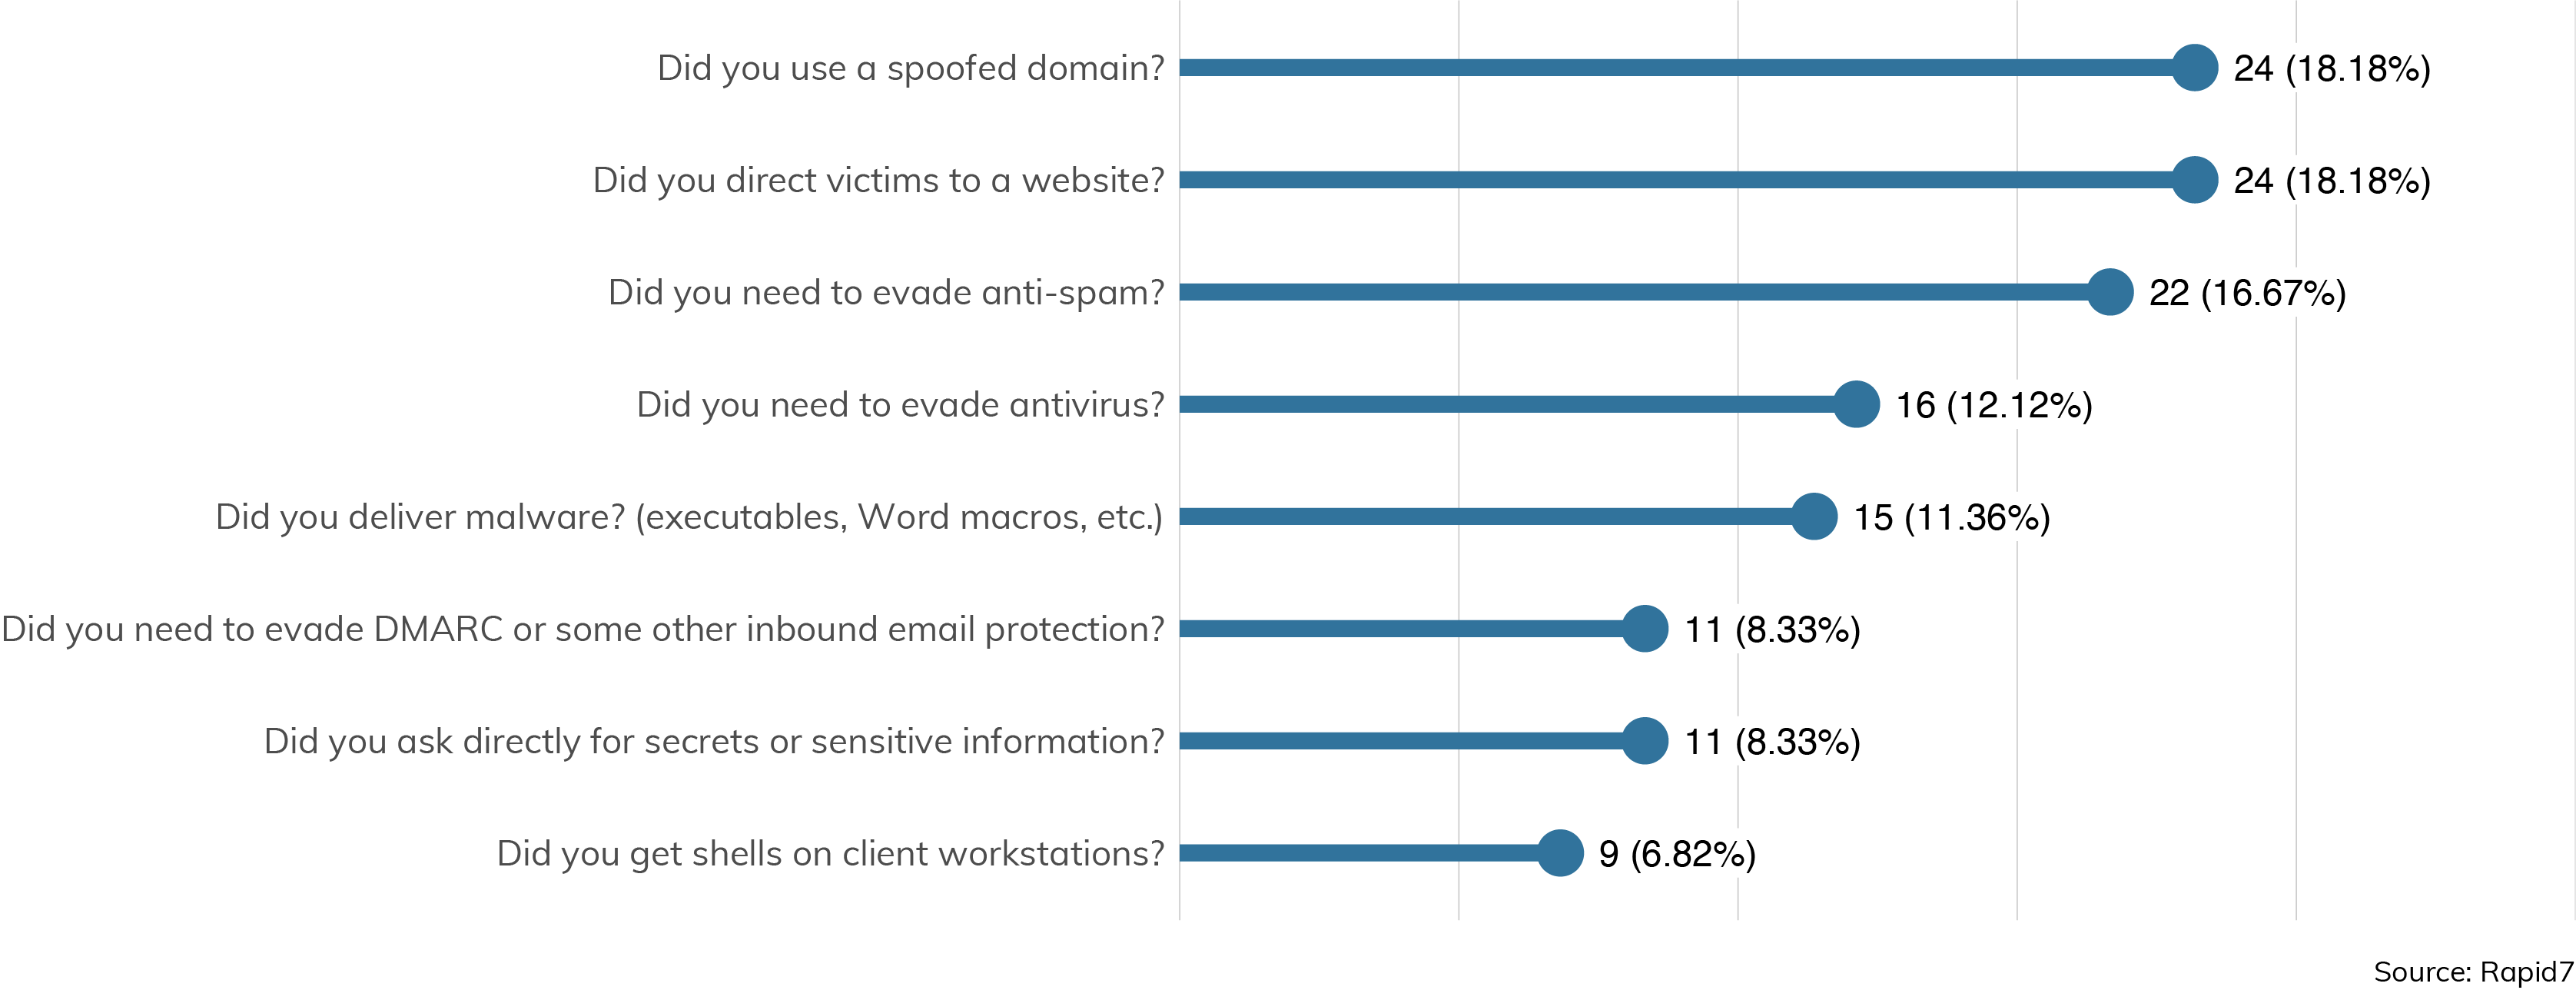 Did you use a spoofed domain? 24 (18.18%)
Did you direct victims to a website? 24 (18.18%)
Did you need to evade anti-spam? 22 (16.67%)
Did you need to evade antivirus? 16 (12.12%)
Did you deliver malware? (executables, Word macros, etc.) 15 (11.36%)
Did you need to evade DMARC or some other inbound email protection? 11 (8.33%)
Did you ask directly for secrets or sensitive information? 11 (8.33%)
Did you get shells on client workstations? 9 (6.82%)
Source: Rapid7